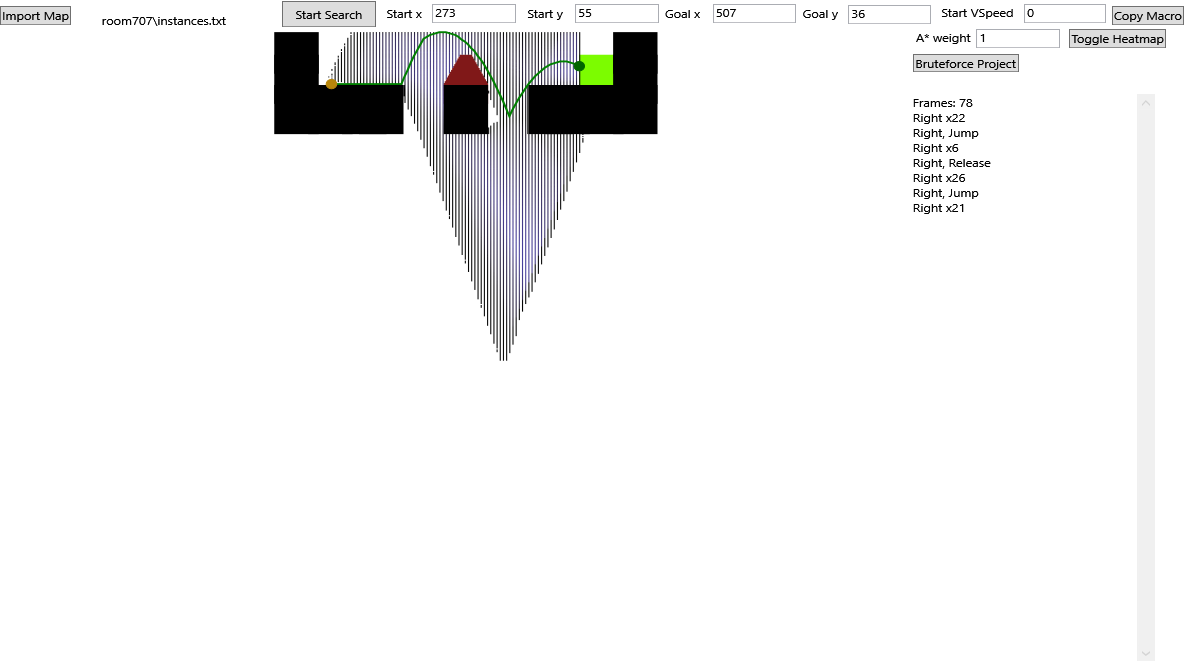 Import Map
room707\instances.txt
Start Search
Start x 273
Start y 55
Goal x 507
Goal y 36
Start VSpeed 0
Copy Macro
A* weight 1
Toggle Heatmap
Bruteforce Project
Frames: 78
Right x22
Right, Jump
Right x6
Right, Release
Right x26
Right, Jump
Right x21